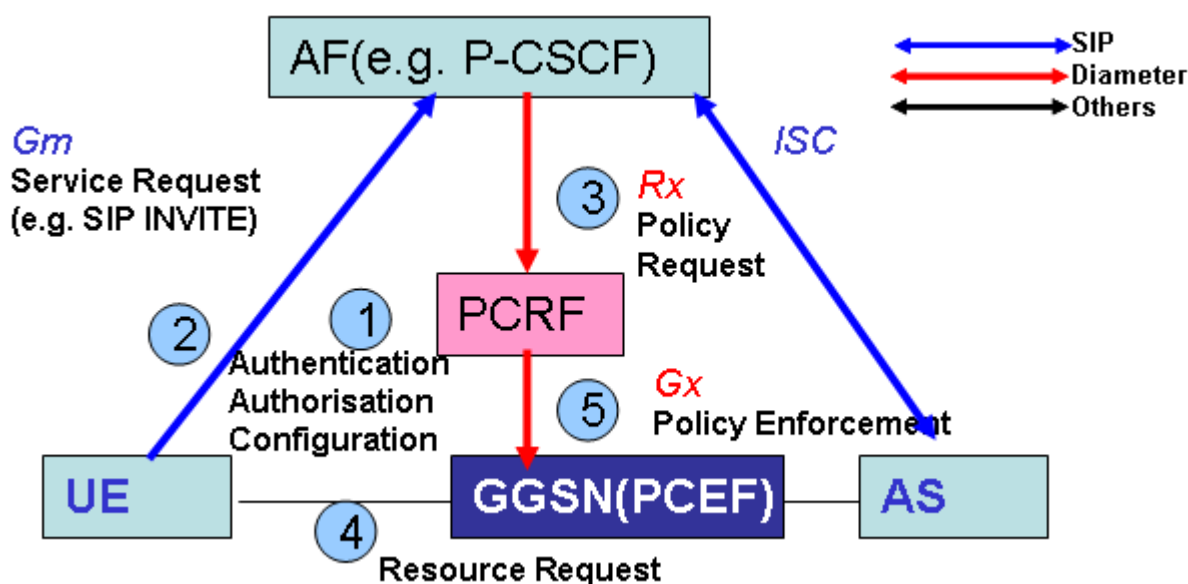 AF(e.g. P-CSCF)
SIP
Diameter
Others
Gm
Service Request
(e.g. SIP INVITE)
ISC
3
Rx
Policy
Request
2
1
PCRF
Authentication
Authorisation
Configuration
5
Gx
Policy Enforcement
UE
GGSN(PCEF)
AS
4
Resource Request